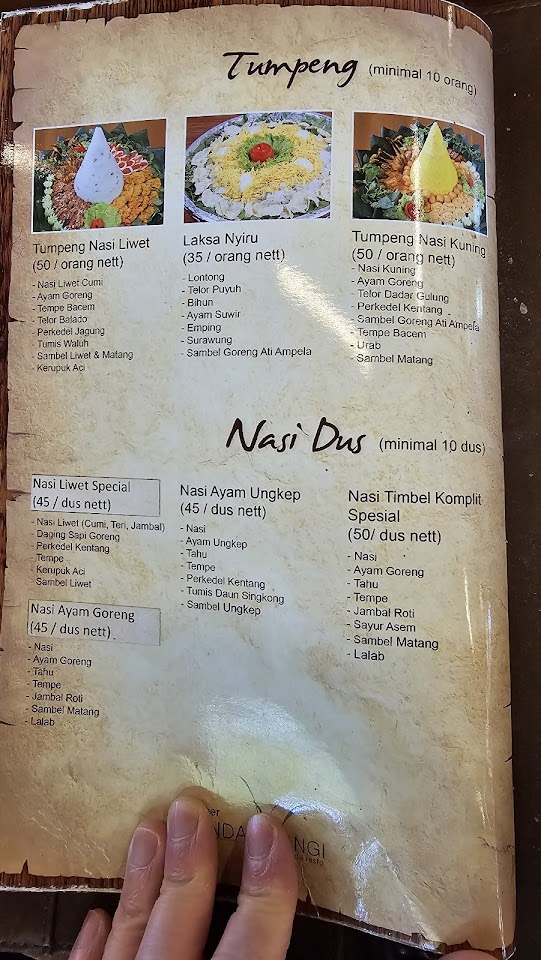 Tumpeng (minimal 10 orang)
Tumpeng Nasi Liwet
(50 / orang nett)
- Nasi Liwet Cumi
- Ayam Goreng
- Tempe Bacem
- Telor Balado
- Perkedel Jagung
- Tumis Waluh
- Sambel Liwet & Matang
- Kerupuk Aci
Laksa Nyiru
(35 / orang nett)
- Lontong
- Telor Puyuh
- Bihun
- Ayam Suwir
- Emping
- Surawung
- Sambel Goreng Ati Ampela
Tumpeng Nasi Kuning
(50 / orang nett)
- Nasi Kuning
- Ayam Goreng
- Telor Dadar Gulung
- Perkedel Kentang
- Sambel Goreng Ati Ampela
- Tempe Bacem
- Urab
- Sambel Matang
Nasi Dus (minimal 10 dus)
Nasi Liwet Special
(45 / dus nett)
- Nasi Liwet (Cumi, Teri, Jambal)
- Daging Sapi Goreng
- Perkedel Kentang
- Tempe
- Kerupuk Aci
- Sambel Liwet
Nasi Ayam Goreng
(45 / dus nett)
- Nasi
- Ayam Goreng
- Tahu
- Tempe
- Jambal Roti
- Sambel Matang
- Lalab
Nasi Ayam Ungkep
(45 / dus nett)
- Nasi
- Ayam Ungkep
- Tahu
- Tempe
- Perkedel Kentang
- Tumis Daun Singkong
- Sambel Ungkep
Nasi Timbel Komplit
Spesial
(50/ dus nett)
- Nasi
- Ayam Goreng
- Tahu
- Tempe
- Jambal Roti
- Sayur Asem
- Sambel Matang
- Lalab